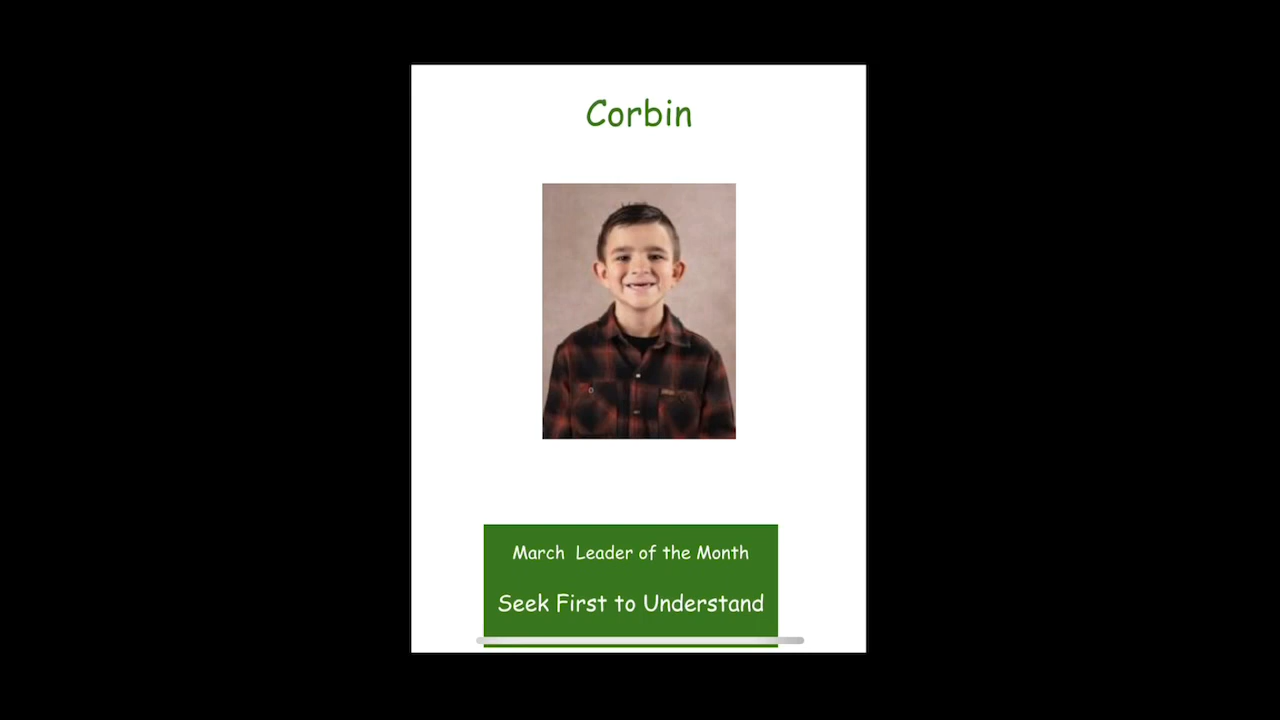 Corbin
March Leader of the Month
Seek First to Understand